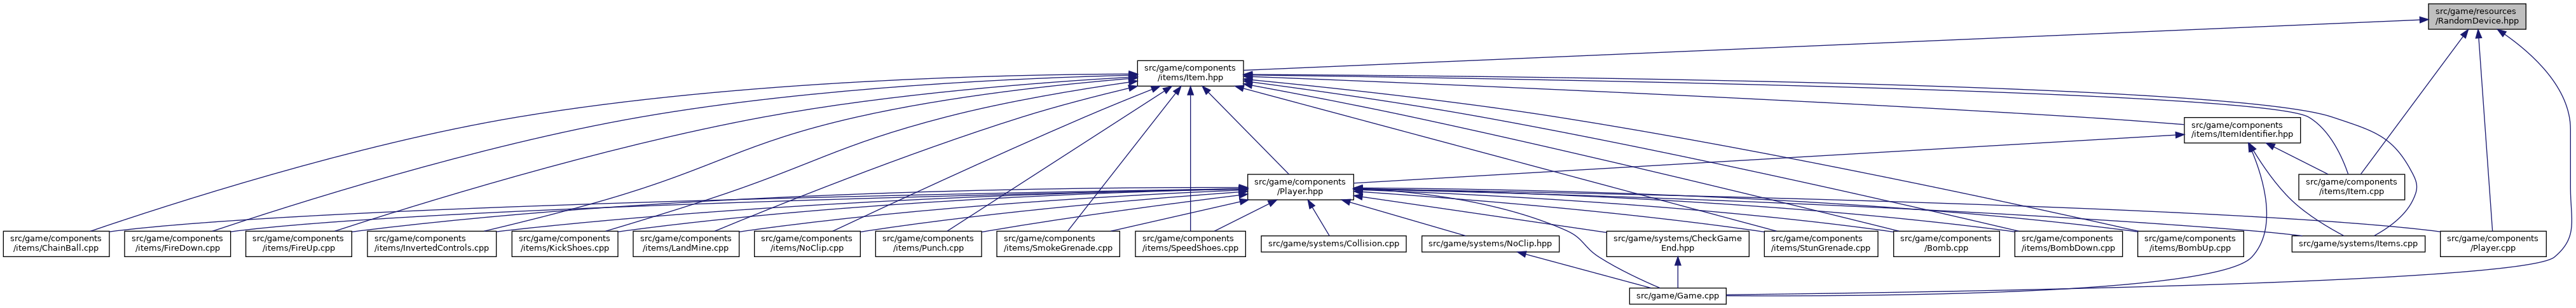 src/game/resources
/RandomDevice.hpp
src/game/components
/items/Item.hpp
src/game/components
/items/ItemIdentifier.hpp
src/game/components
/Player.hpp
src/game/components
/items/Item.cpp
src/game/components
/items/ChainBall.cpp
src/game/components
/items/FireDown.cpp
src/game/components
/items/FireUp.cpp
src/game/components
/items/InvertedControls.cpp
src/game/components
/items/KickShoes.cpp
src/game/components
/items/LandMine.cpp
src/game/components
/items/NoClip.cpp
src/game/components
/items/Punch.cpp
src/game/components
/items/SmokeGrenade.cpp
src/game/components
/items/SpeedShoes.cpp
src/game/systems/Collision.cpp
src/game/systems/NoClip.hpp
src/game/systems/CheckGame
End.hpp
src/game/components
/items/StunGrenade.cpp
src/game/components
/Bomb.cpp
src/game/components
/items/BombDown.cpp
src/game/components
/items/BombUp.cpp
src/game/systems/Items.cpp
src/game/components
/Player.cpp
src/game/Game.cpp